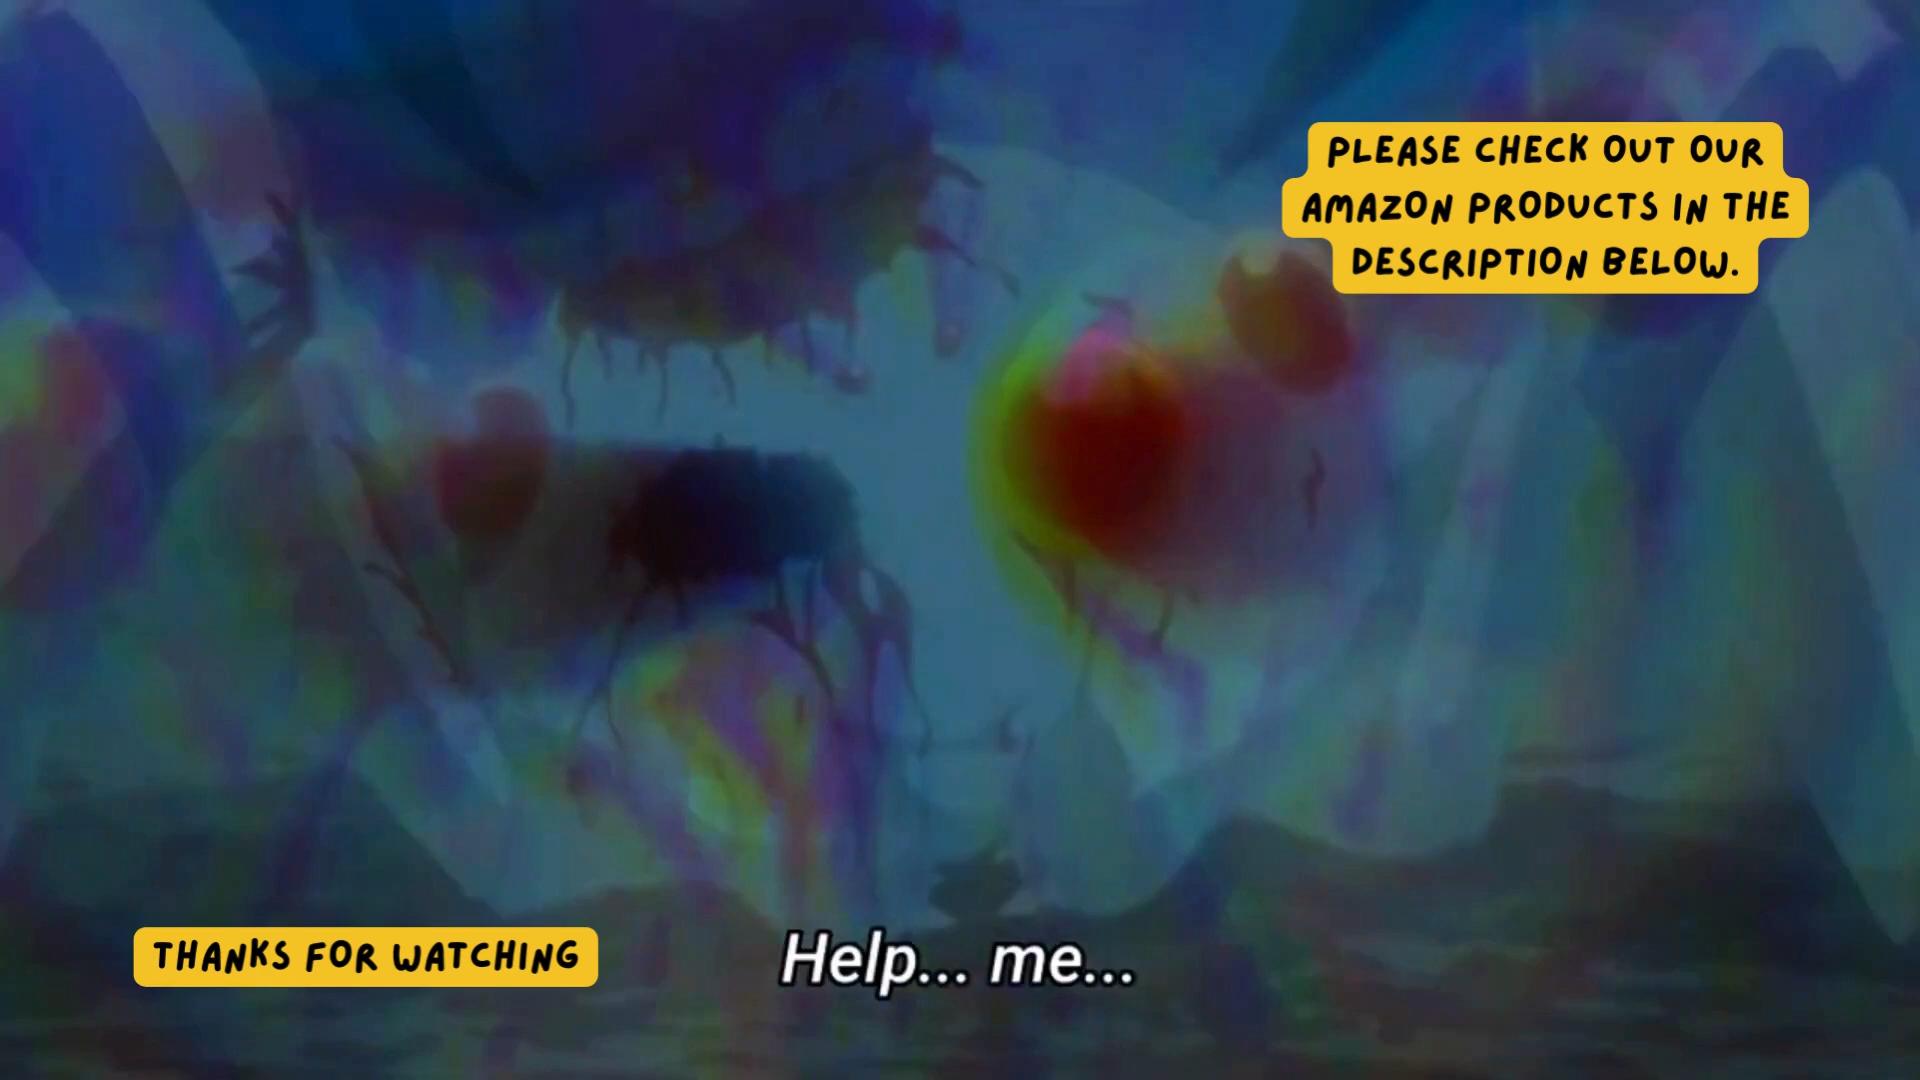 PLEASE CHECK OUT OUR
AMAZON PRODUCTS IN THE
DESCRIPTION BELOW.
THANKS FOR WATCHING
Help... me...